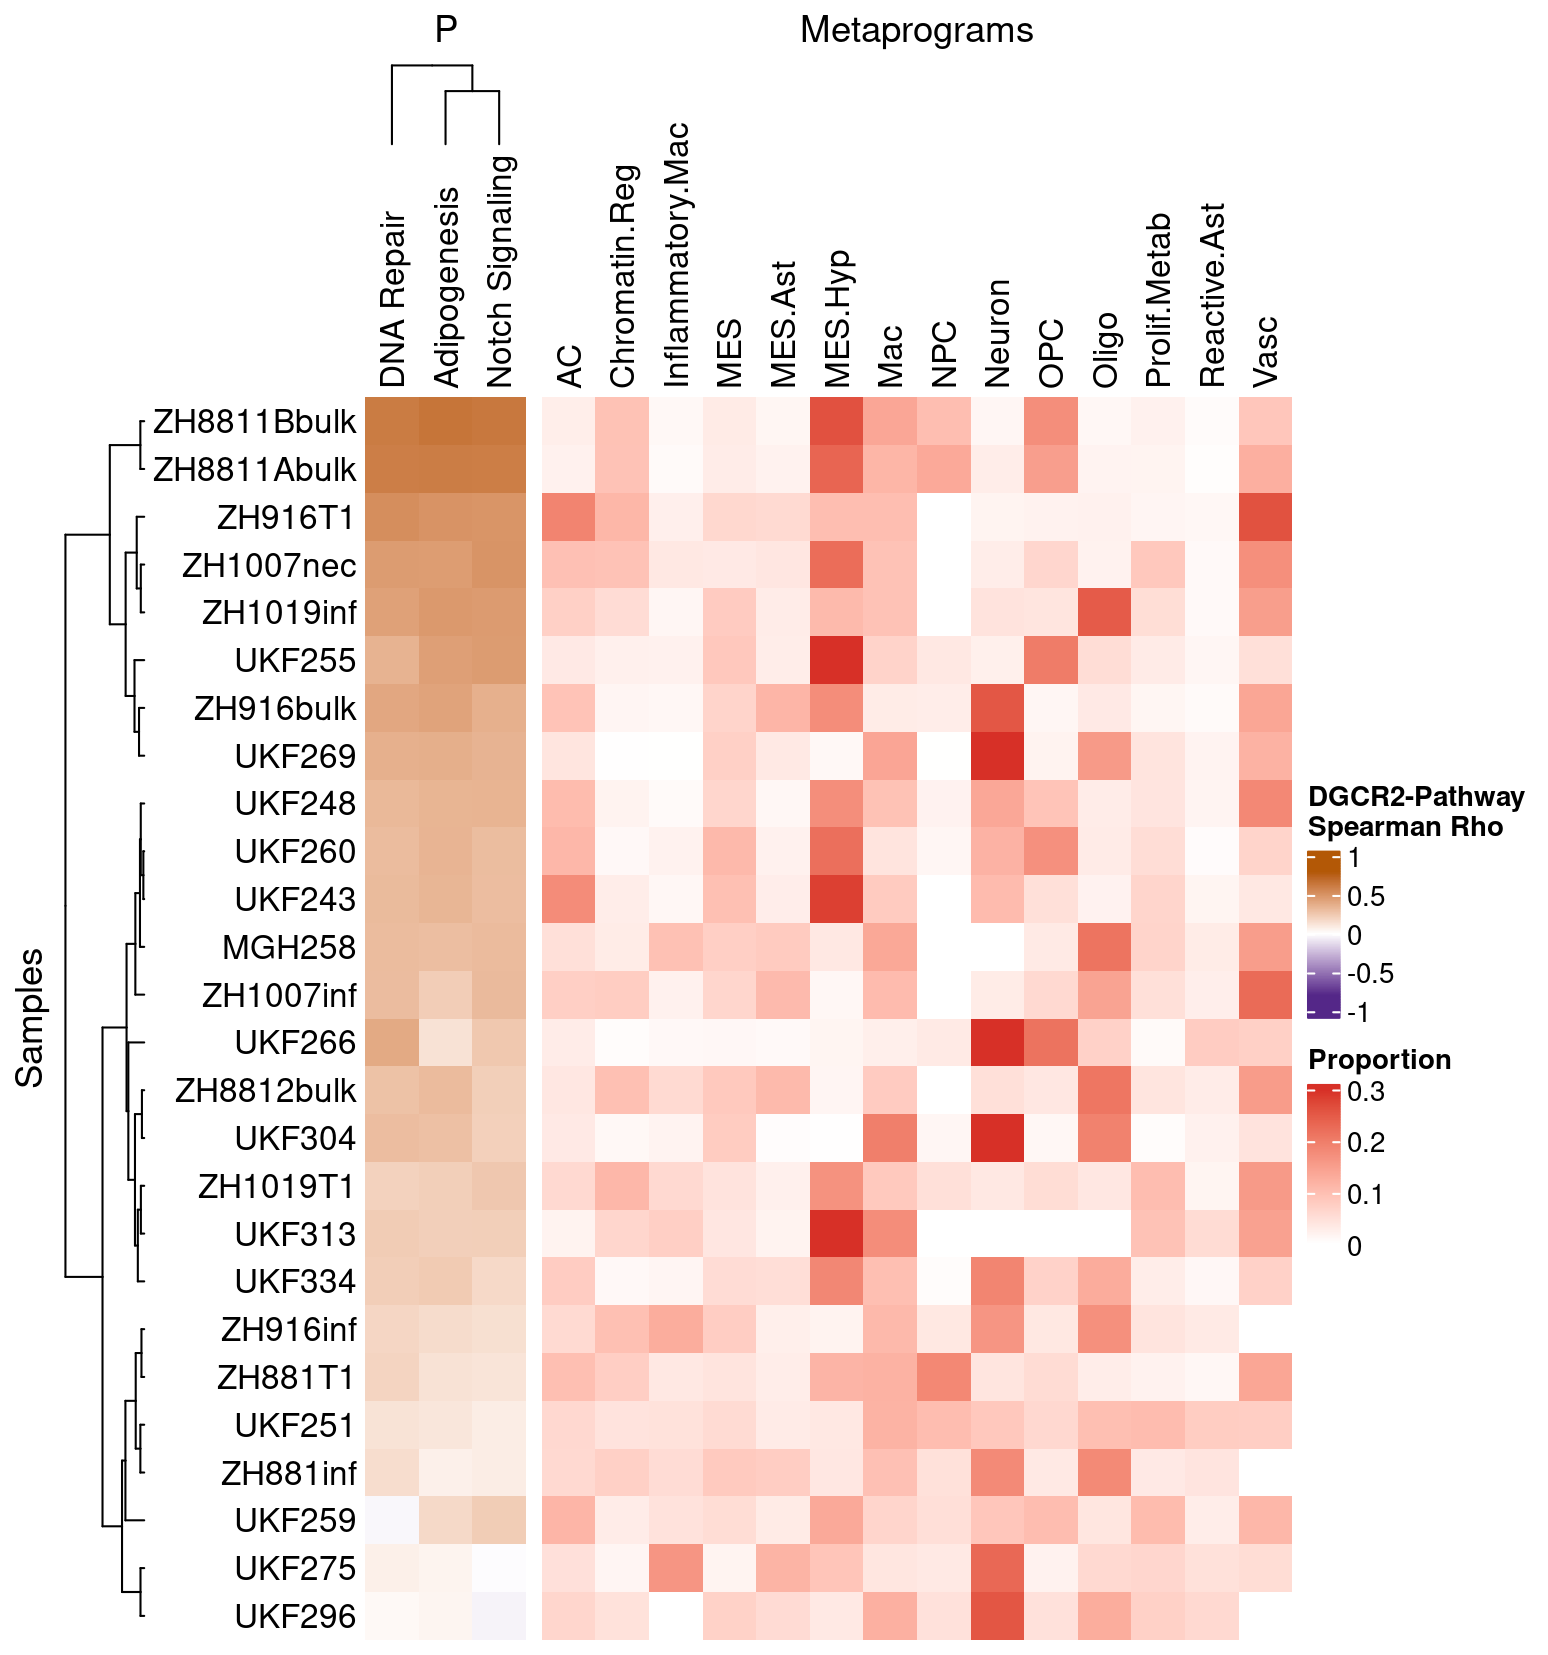 P
Metaprograms
DNA Repair
Adipogenesis
Notch Signaling
AC
Chromatin.Reg
Inflammatory.Mac
MES
MES.Ast
MES.Hyp
Mac
NPC
Neuron
OPC
Oligo
Prolif.Metab
Reactive.Ast
Vasc
Samples
ZH8811Bbulk
ZH8811Abulk
ZH916T1
ZH1007nec
ZH1019inf
UKF255
ZH916bulk
UKF269
UKF248
UKF260
UKF243
MGH258
ZH1007inf
UKF266
ZH8812bulk
UKF304
ZH1019T1
UKF313
UKF334
ZH916inf
ZH881T1
UKF251
ZH881inf
UKF259
UKF275
UKF296
DGCR2-Pathway
Spearman Rho
1
0.5
0
-0.5
-1
Proportion
0.3
0.2
0.1
0